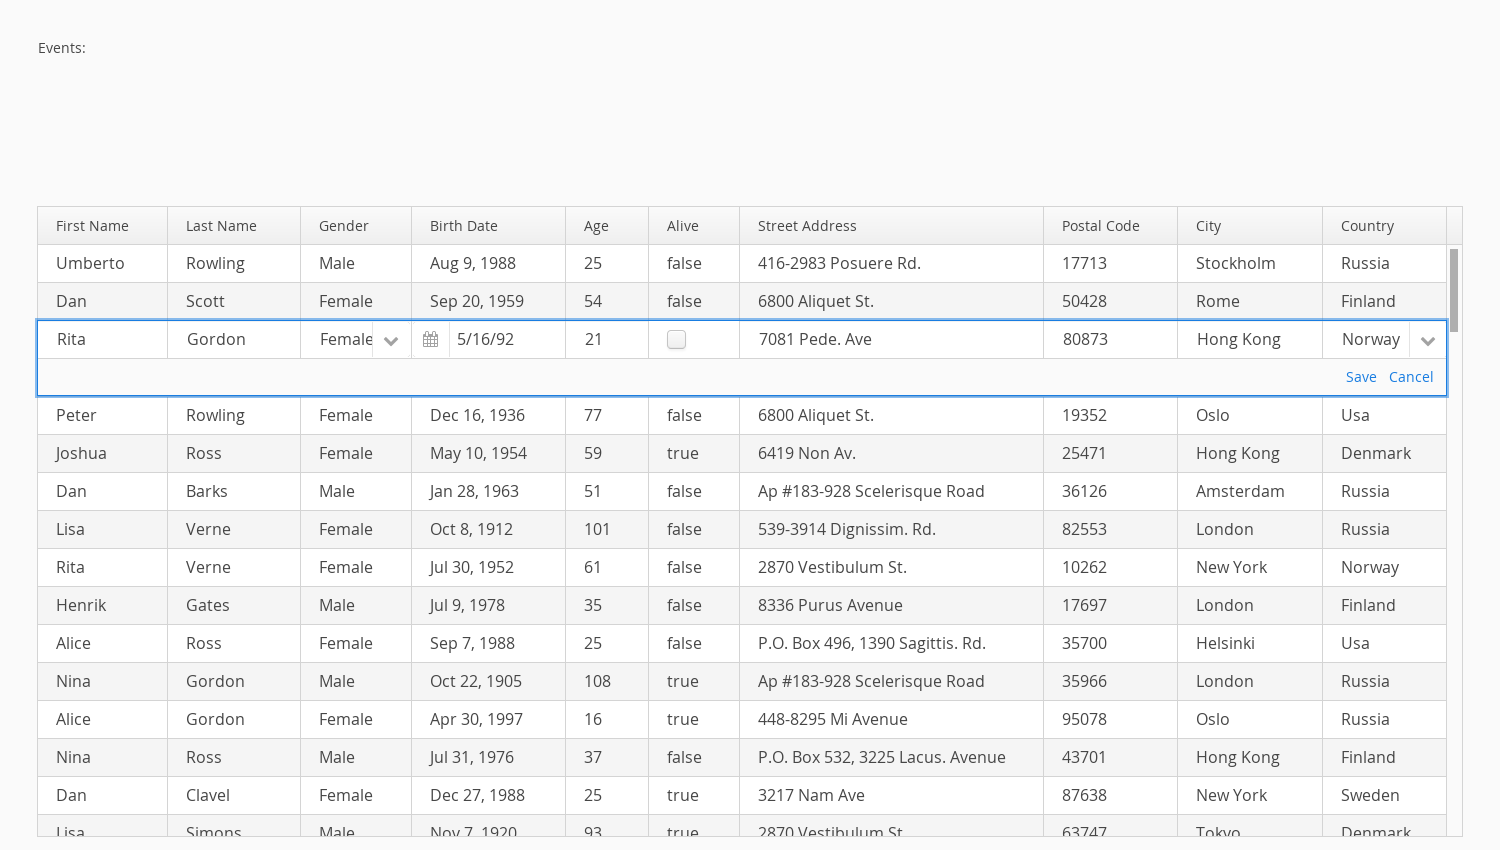 Events:
First Name Last Name Gender Birth Date Age Alive Street Address Postal Code City Country
Umberto Rowling Male Aug 9, 1988 25 false 416-2983 Posuere Rd. 17713 Stockholm Russia
Dan Scott Female Sep 20, 1959 54 false 6800 Aliquet St. 50428 Rome Finland
Rita Gordon Female 5/16/92 21 7081 Pede. Ave 80873 Hong Kong Norway
Save Cancel
Peter Rowling Female Dec 16, 1936 77 false 6800 Aliquet St. 19352 Oslo Usa
Joshua Ross Female May 10, 1954 59 true 6419 Non Av. 25471 Hong Kong Denmark
Dan Barks Male Jan 28, 1963 51 false Ap #183-928 Scelerisque Road 36126 Amsterdam Russia
Lisa Verne Female Oct 8, 1912 101 false 539-3914 Dignissim. Rd. 82553 London Russia
Rita Verne Female Jul 30, 1952 61 false 2870 Vestibulum St. 10262 New York Norway
Henrik Gates Male Jul 9, 1978 35 false 8336 Purus Avenue 17697 London Finland
Alice Ross Female Sep 7, 1988 25 false P.O. Box 496, 1390 Sagittis. Rd. 35700 Helsinki Usa
Nina Gordon Male Oct 22, 1905 108 true Ap #183-928 Scelerisque Road 35966 London Russia
Alice Gordon Female Apr 30, 1997 16 true 448-8295 Mi Avenue 95078 Oslo Russia
Nina Ross Male Jul 31, 1976 37 false P.O. Box 532, 3225 Lacus. Avenue 43701 Hong Kong Finland
Dan Clavel Female Dec 27, 1988 25 true 3217 Nam Ave 87638 New York Sweden
Lisa Simons Male Nov 7, 1920 93 true 2870 Vestibulum St. 63747 Tokyo Denmark